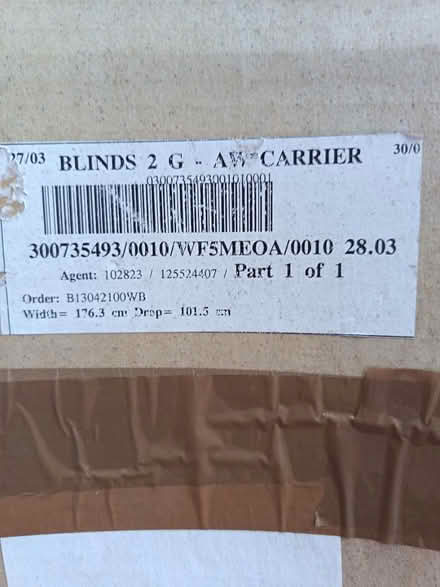 27/03 BLINDS 2 G - AW CARRIER 30/0
0300735493001010001
300735493/0010/WF5MEOA/0010 28.03
Agent: 102823 / 125524407 / Part 1 of 1
Order: B13042100WB
Width= 176.3 cm Drop= 101.5 cm